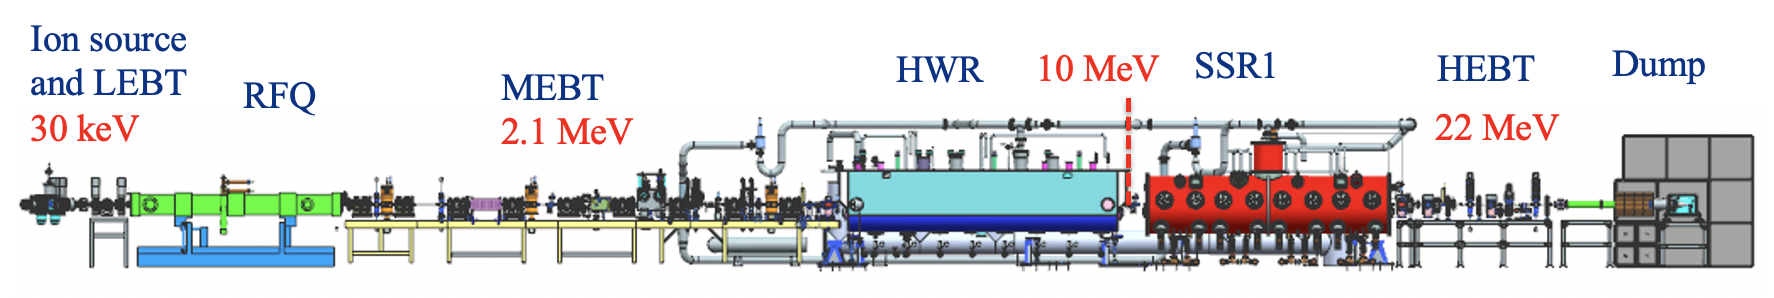 Ion source
and LEBT
30 keV
RFQ
MEBT
2.1 MeV
HWR
10 MeV
SSR1
HEBT
22 MeV
Dump